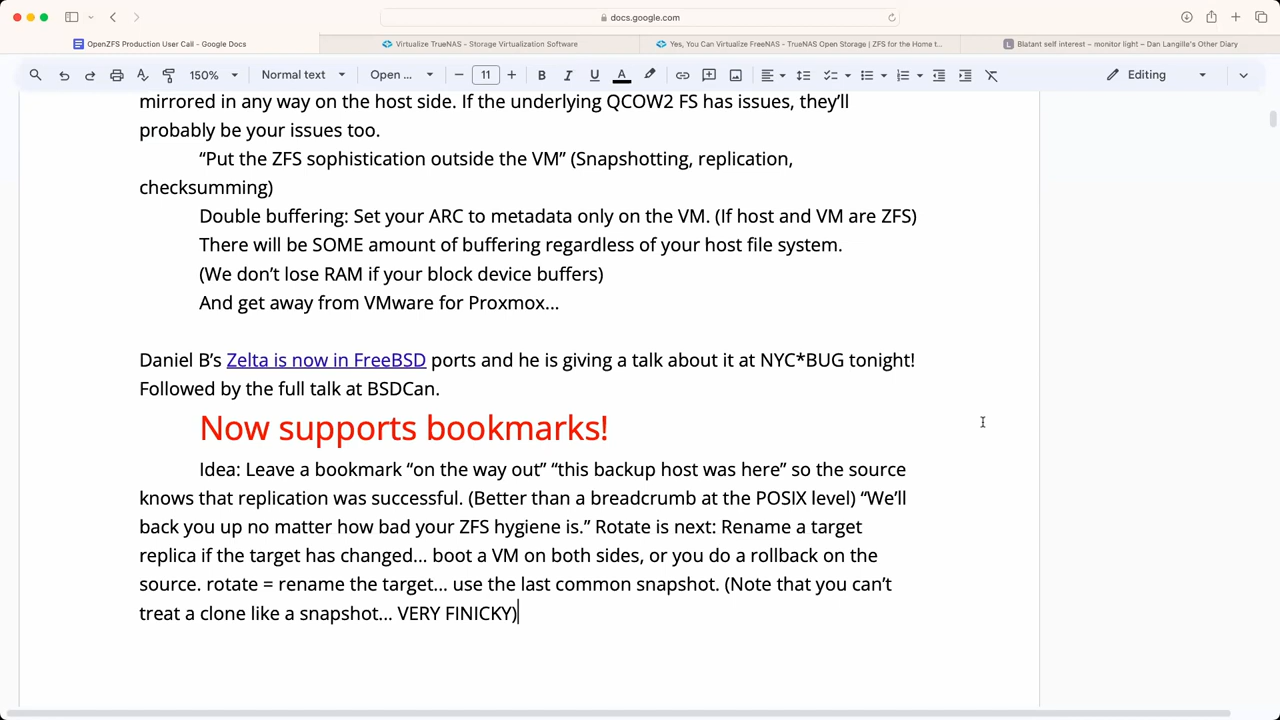 docs.google.com
OpenZFS Production User Call - Google Docs
Virtualize TrueNAS - Storage Virtualization Software
Yes, You Can Virtualize FreeNAS - TrueNAS Open Storage | ZFS for the Home t...
Blatant self interest – monitor light – Dan Langille's Other Diary
150%
Normal text
Open ...
11
B I U A
Editing
mirrored in any way on the host side. If the underlying QCOW2 FS has issues, they’ll
probably be your issues too.
“Put the ZFS sophistication outside the VM” (Snapshotting, replication,
checksumming)
Double buffering: Set your ARC to metadata only on the VM. (If host and VM are ZFS)
There will be SOME amount of buffering regardless of your host file system.
(We don’t lose RAM if your block device buffers)
And get away from VMware for Proxmox...
Daniel B’s Zelta is now in FreeBSD ports and he is giving a talk about it at NYC*BUG tonight!
Followed by the full talk at BSDCan.
Now supports bookmarks!
Idea: Leave a bookmark “on the way out” “this backup host was here” so the source
knows that replication was successful. (Better than a breadcrumb at the POSIX level) “We’ll
back you up no matter how bad your ZFS hygiene is.” Rotate is next: Rename a target
replica if the target has changed... boot a VM on both sides, or you do a rollback on the
source. rotate = rename the target... use the last common snapshot. (Note that you can’t
treat a clone like a snapshot... VERY FINICKY)